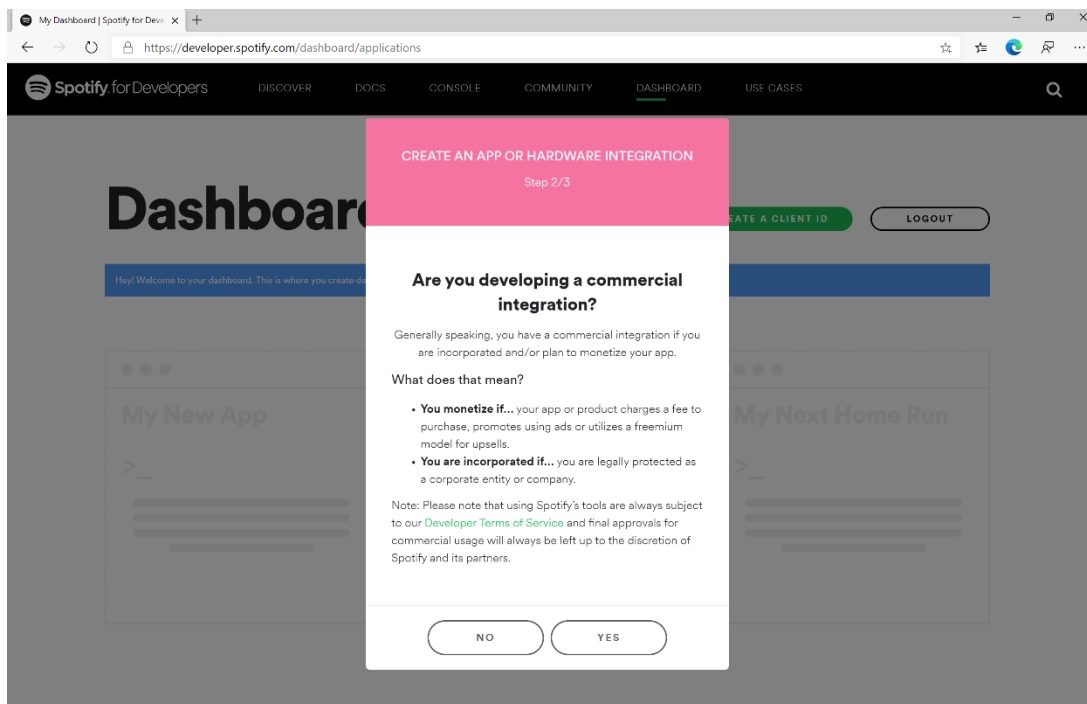 My Dashboard | Spotify for Deve
https://developer.spotify.com/dashboard/applications
Spotify for Developers DISCOVER DOCS CONSOLE COMMUNITY DASHBOARD USE CASES
CREATE AN APP OR HARDWARE INTEGRATION
Step 2/3
Dashboar
EATE A CLIENT ID
LOGOUT
Hey! Welcome to your dashboard. This is where you create de
Are you developing a commercial
integration?
Generally speaking, you have a commercial integration if you
are incorporated and/or plan to monetize your app.
What does that mean?
• You monetize if... your app or product charges a fee to
purchase, promotes using ads or utilizes a freemium
model for upsells.
• You are incorporated if... you are legally protected as
a corporate entity or company.
Note: Please note that using Spotify's tools are always subject
to our Developer Terms of Service and final approvals for
commercial usage will always be left up to the discretion of
Spotify and its partners.
NO YES
My New App
>_
My Next Home Run
>_